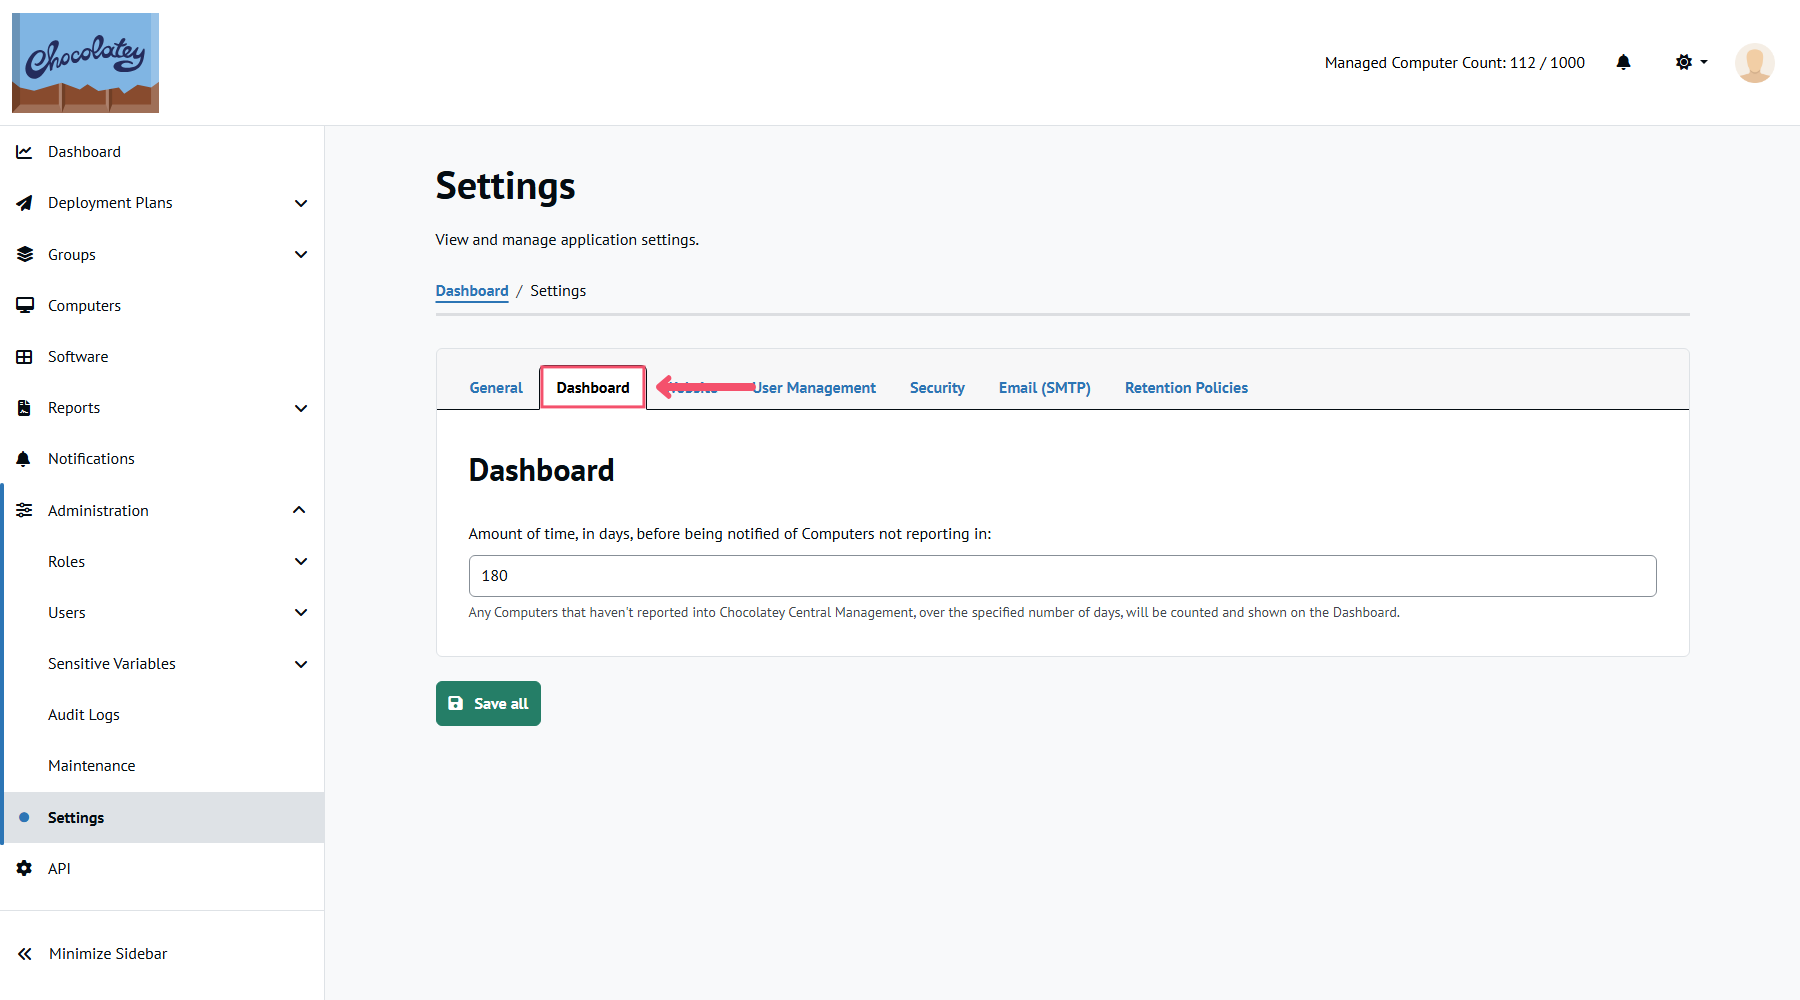 Chocolatey
Managed Computer Count: 112 / 1000
Dashboard
Deployment Plans
Groups
Computers
Software
Reports
Notifications
Administration
Roles
Users
Sensitive Variables
Audit Logs
Maintenance
Settings
API
Minimize Sidebar
Settings
View and manage application settings.
Dashboard / Settings
General Dashboard User Management Security Email (SMTP) Retention Policies
Dashboard
Amount of time, in days, before being notified of Computers not reporting in:
180
Any Computers that haven't reported into Chocolatey Central Management, over the specified number of days, will be counted and shown on the Dashboard.
Save all